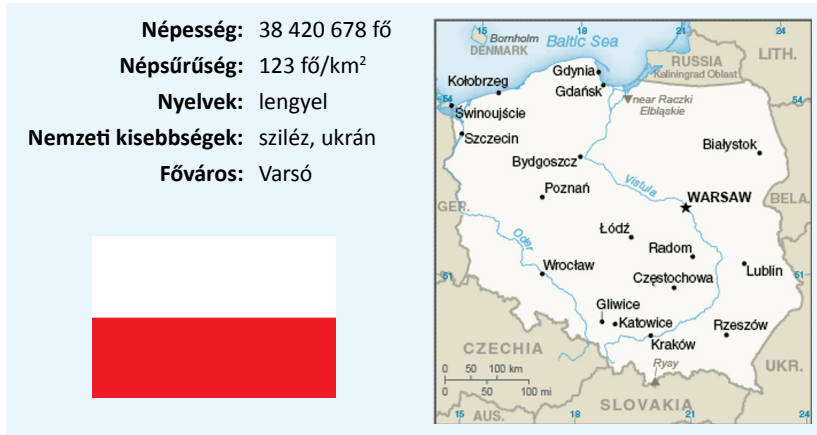 Népesség: 38 420 678 fő
Népsűrűség: 123 fő/km²
Nyelvek: lengyel
Nemzeti kisebbségek: sziléz, ukrán
Főváros: Varsó
15
18
21
24
Bornholm
DENMARK
Baltic Sea
LITH.
RUSSIA
Kaliningrad Oblast
Gdynia
Gdańsk
Kołobrzeg
54
54
near Raczki
Elbląskie
Świnoujście
Szczecin
Białystok
Bydgoszcz
Vistula
Poznań
WARSAW
BELA.
GER.
Oder
Łódź
Radom
Wrocław
Lublin
51
51
Częstochowa
Gliwice
Katowice
Rzeszów
Kraków
CZECHIA
Rysy
UKR.
0 50 100 km
0 50 100 mi
SLOVAKIA
15
AUS.
18
21
24